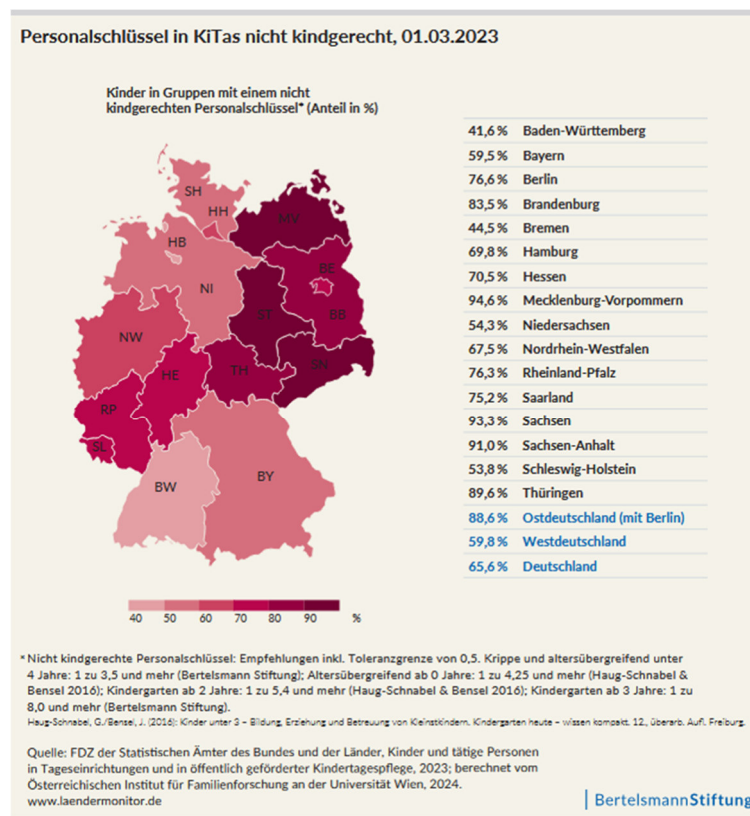 Personalschlüssel in KiTas nicht kindgerecht, 01.03.2023
Kinder in Gruppen mit einem nicht
kindgerechten Personalschlüssel* (Anteil in %)
SH
HH
MV
HB
NI
BE
BB
ST
NW
HE
TH
SN
RP
SL
BW
BY
40 50 60 70 80 90 %
41,6 % Baden-Württemberg
59,5 % Bayern
76,6 % Berlin
83,5 % Brandenburg
44,5 % Bremen
69,8 % Hamburg
70,5 % Hessen
94,6 % Mecklenburg-Vorpommern
54,3 % Niedersachsen
67,5 % Nordrhein-Westfalen
76,3 % Rheinland-Pfalz
75,2 % Saarland
93,3 % Sachsen
91,0 % Sachsen-Anhalt
53,8 % Schleswig-Holstein
89,6 % Thüringen
88,6 % Ostdeutschland (mit Berlin)
59,8 % Westdeutschland
65,6 % Deutschland
* Nicht kindgerechte Personalschlüssel: Empfehlungen inkl. Toleranzgrenze von 0,5. Krippe und altersübergreifend unter
4 Jahre: 1 zu 3,5 und mehr (Bertelsmann Stiftung); Altersübergreifend ab 0 Jahre: 1 zu 4,25 und mehr (Haug-Schnabel &
Bensel 2016); Kindergarten ab 2 Jahre: 1 zu 5,4 und mehr (Haug-Schnabel & Bensel 2016); Kindergarten ab 3 Jahre: 1 zu
8,0 und mehr (Bertelsmann Stiftung).
Haug-Schnabel, G./Bensel, J. (2016): Kinder unter 3 – Bildung, Erziehung und Betreuung von Kleinstkindern. Kindergarten heute – wissen kompakt. 12., überarb. Aufl. Freiburg.
Quelle: FDZ der Statistischen Ämter des Bundes und der Länder, Kinder und tätige Personen
in Tageseinrichtungen und in öffentlich geförderter Kindertagespflege, 2023; berechnet vom
Österreichischen Institut für Familienforschung an der Universität Wien, 2024.
www.laendermonitor.de
BertelsmannStiftung